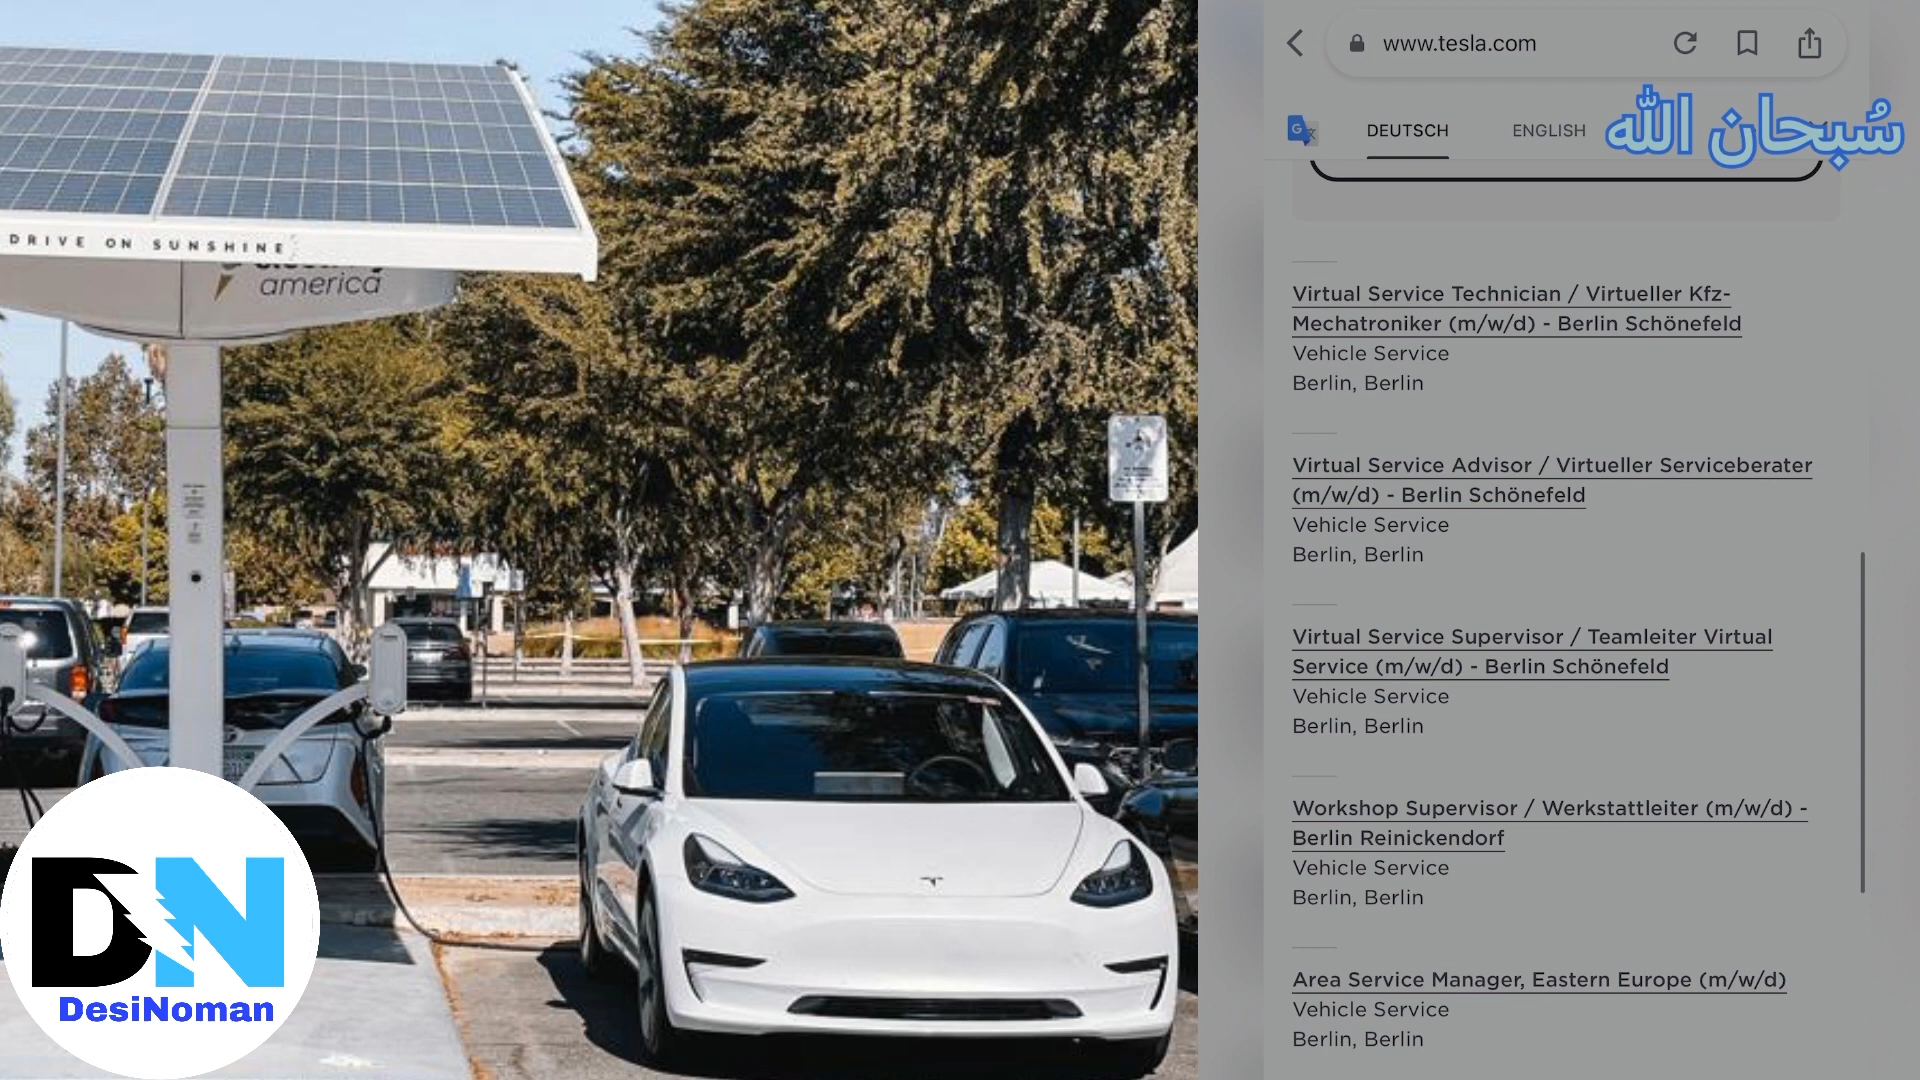 DRIVE ON SUNSHINE
america
DN
DesiNoman
www.tesla.com
DEUTSCH
ENGLISH
سُبحان الله
Virtual Service Technician / Virtueller Kfz-
Mechatroniker (m/w/d) - Berlin Schönefeld
Vehicle Service
Berlin, Berlin
Virtual Service Advisor / Virtueller Serviceberater
(m/w/d) - Berlin Schönefeld
Vehicle Service
Berlin, Berlin
Virtual Service Supervisor / Teamleiter Virtual
Service (m/w/d) - Berlin Schönefeld
Vehicle Service
Berlin, Berlin
Workshop Supervisor / Werkstattleiter (m/w/d) -
Berlin Reinickendorf
Vehicle Service
Berlin, Berlin
Area Service Manager, Eastern Europe (m/w/d)
Vehicle Service
Berlin, Berlin